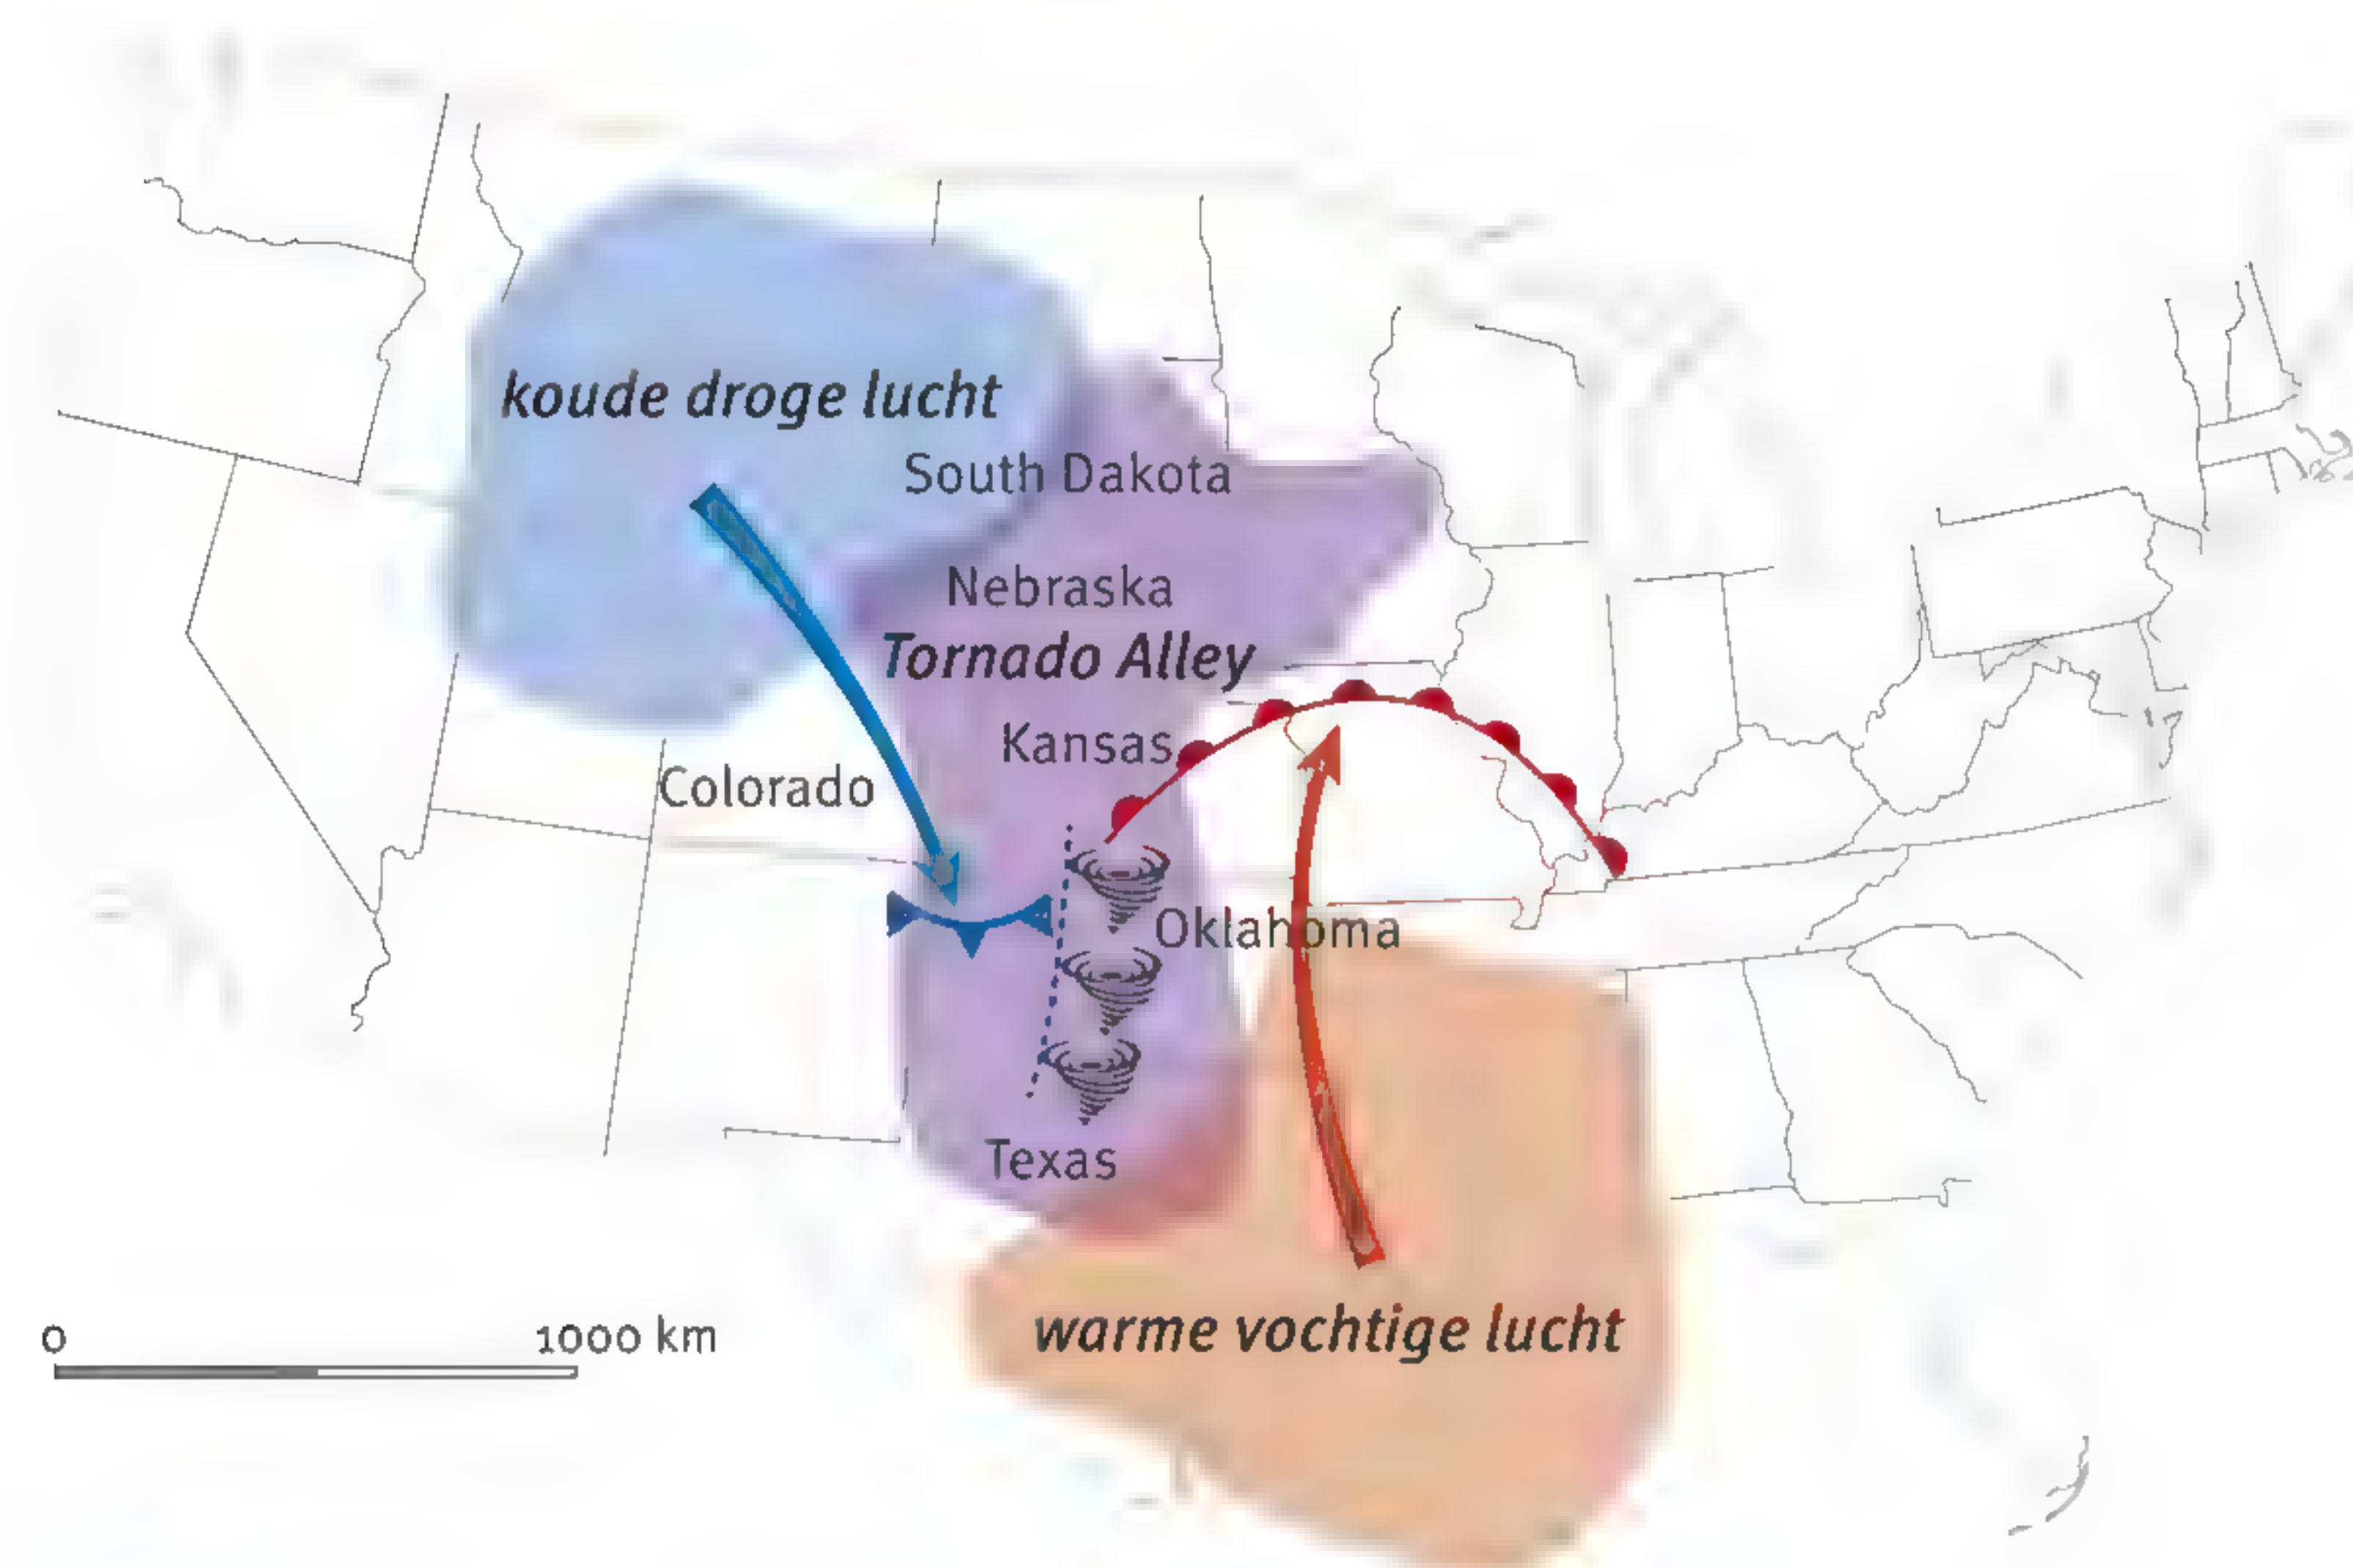 koude droge lucht
South Dakota
Nebraska
Tornado Alley
Kansas
Colorado
Oklahoma
Texas
warme vochtige lucht
0 1000 km